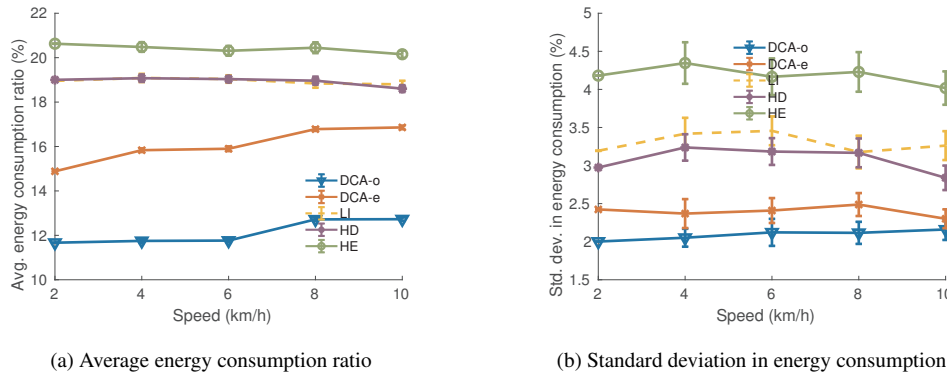 22
20
18
16
14
12
10
2
4
6
8
10
Avg. energy consumption ratio (%)
Speed (km/h)
DCA-o
DCA-e
LI
HD
HE
(a) Average energy consumption ratio
5
4.5
4
3.5
3
2.5
2
1.5
2
4
6
8
10
Std. dev. in energy consumption (%)
Speed (km/h)
DCA-o
DCA-e
LI
HD
HE
(b) Standard deviation in energy consumption